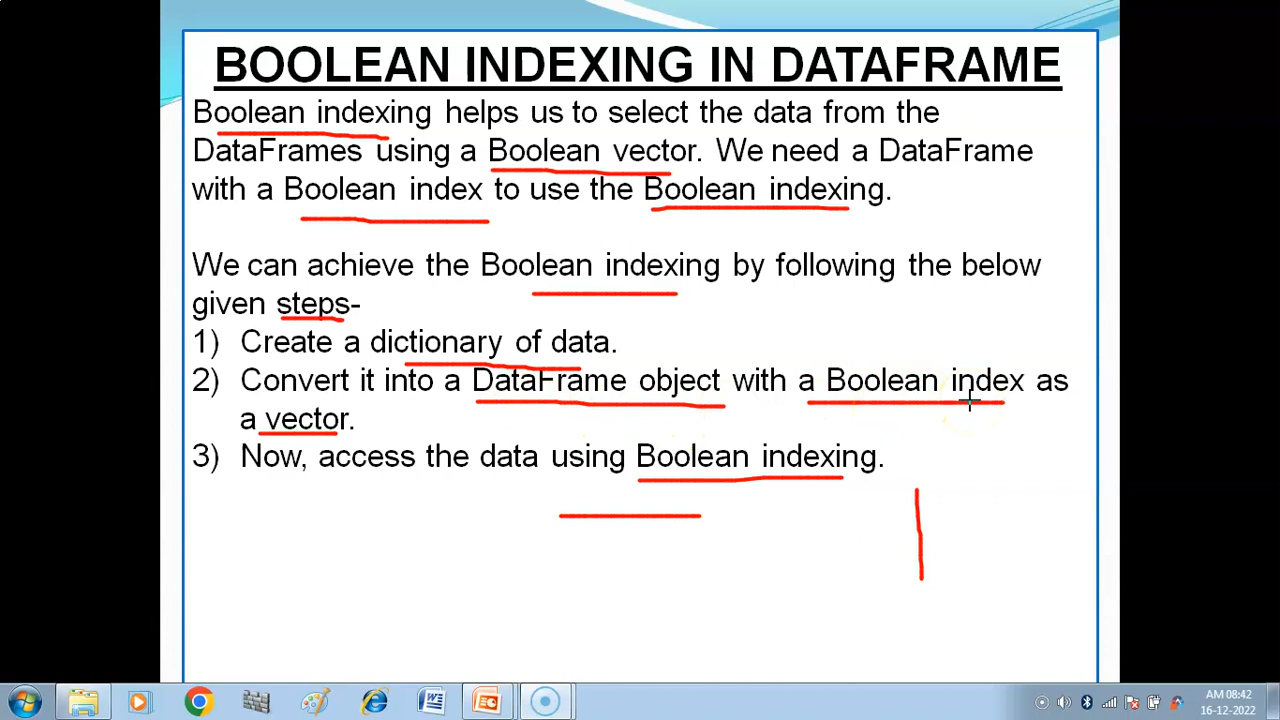 BOOLEAN INDEXING IN DATAFRAME
Boolean indexing helps us to select the data from the
DataFrames using a Boolean vector. We need a DataFrame
with a Boolean index to use the Boolean indexing.
We can achieve the Boolean indexing by following the below
given steps-
1) Create a dictionary of data.
2) Convert it into a DataFrame object with a Boolean index as
a vector.
3) Now, access the data using Boolean indexing.
AM 08:42
16-12-2022